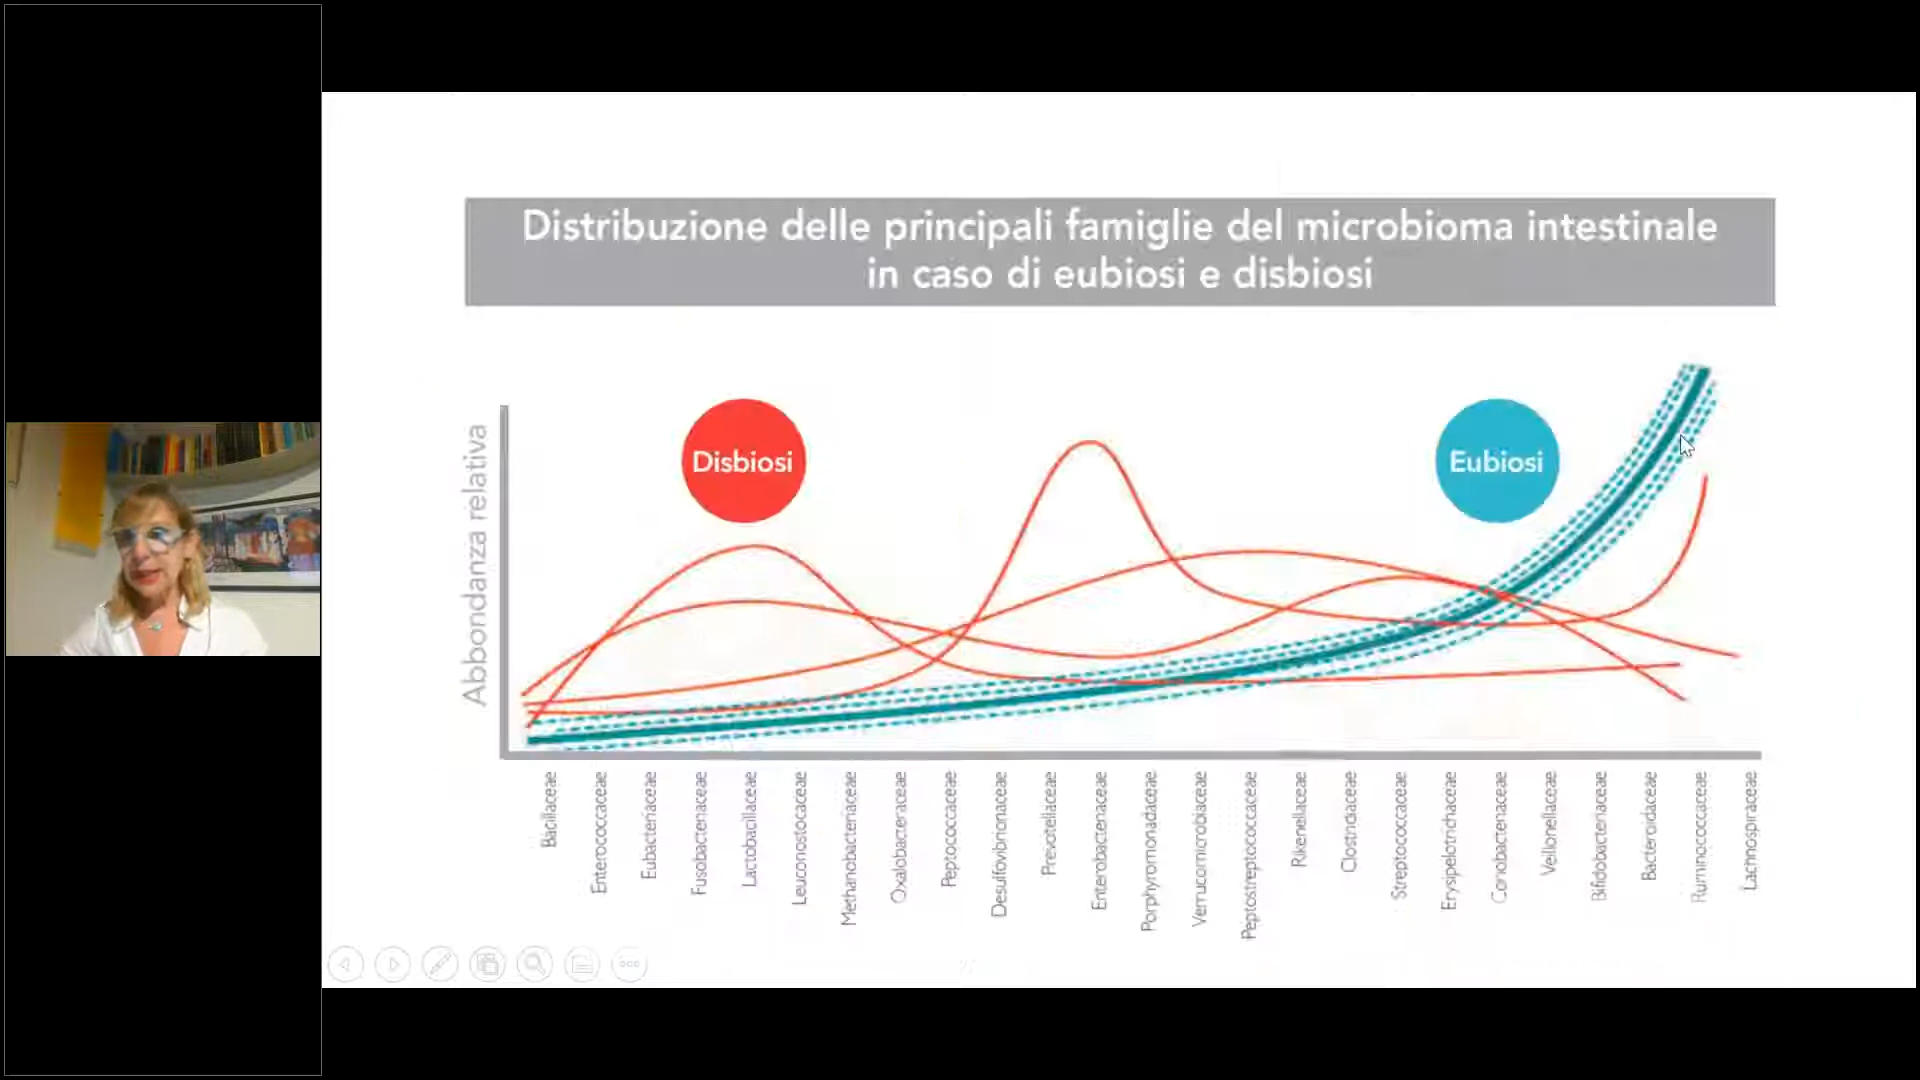 Distribuzione delle principali famiglie del microbioma intestinale
in caso di eubiosi e disbiosi
Disbiosi
Eubiosi
Abbondanza relativa
Bacillaceae
Enterococcaceae
Eubacteriaceae
Fusobacteriaceae
Lactobacillaceae
Leuconostocaceae
Methanobacteriaceae
Oxalobacteraceae
Peptococcaceae
Desulfovibrionaceae
Prevotellaceae
Enterobacteriaceae
Porphyromonadaceae
Verrucomicrobiaceae
Peptostreptococcaceae
Rikenellaceae
Clostridiaceae
Streptococcaceae
Erysipelotrichaceae
Coriobacteriaceae
Veillonellaceae
Bifidobacteriaceae
Bacteroidaceae
Ruminococcaceae
Lachnospiraceae